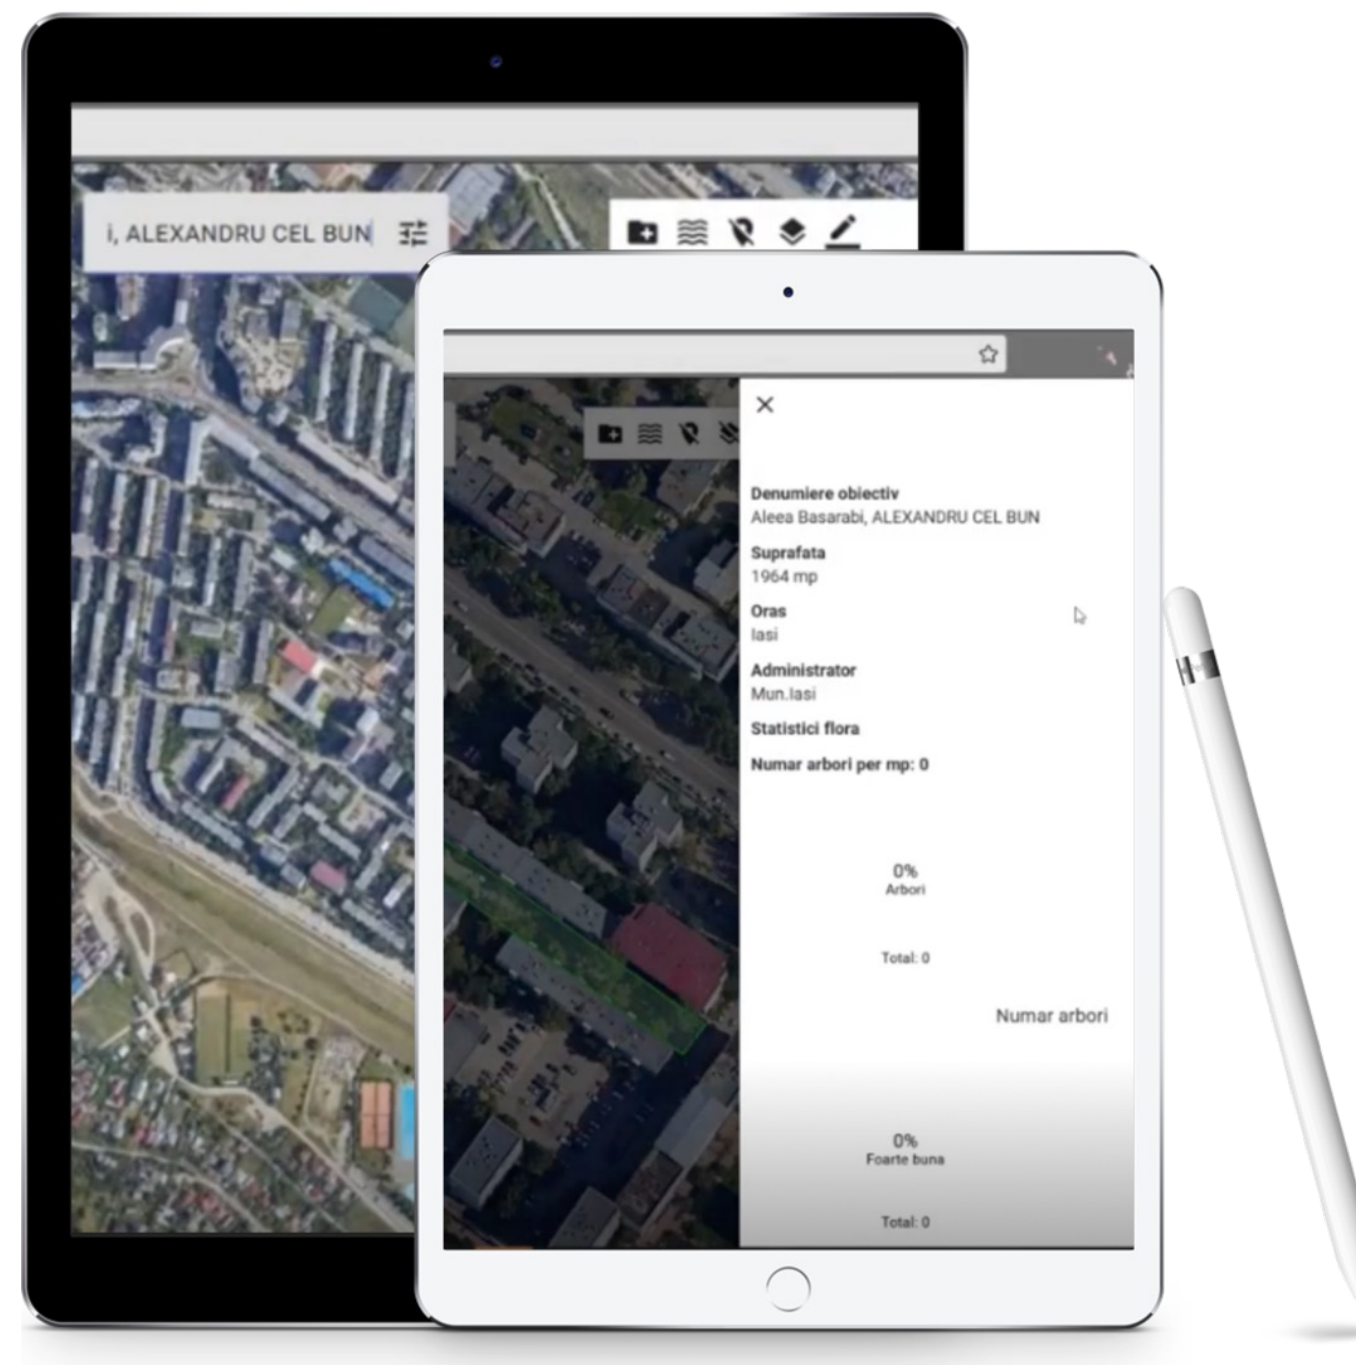 i, ALEXANDRU CEL BUN
Denumiere obiectiv
Aleea Basarabi, ALEXANDRU CEL BUN
Suprafata
1964 mp
Oras
Iasi
Administrator
Mun.Iasi
Statistici flora
Numar arbori per mp: 0
0%
Arbori
Total: 0
Numar arbori
0%
Foarte buna
Total: 0